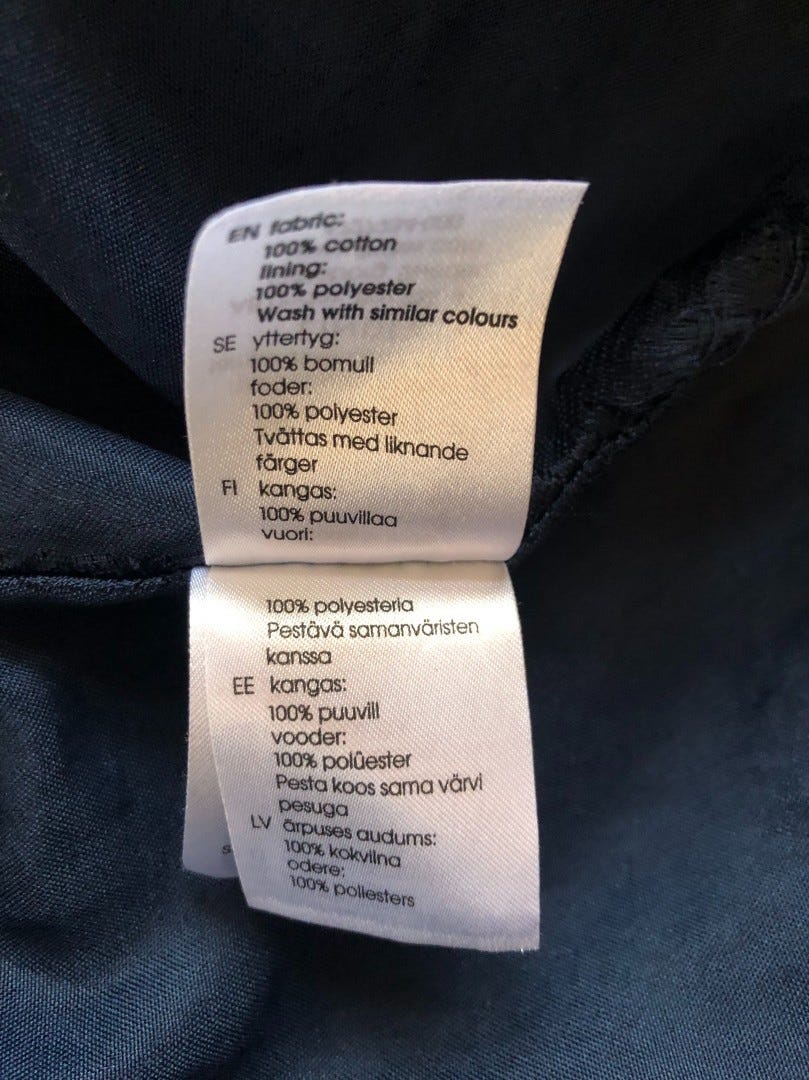 EN fabric:
100% cotton
lining:
100% polyester
Wash with similar colours
SE yttertyg:
100% bomull
foder:
100% polyester
Tvättas med liknande
färger
FI kangas:
100% puuvillaa
vuori:
100% polyesteria
Pestävä samanväristen
kanssa
EE kangas:
100% puuvill
vooder:
100% polûester
Pesta koos sama värvi
pesuga
LV ārpuses audums:
100% kokvilna
odere:
100% poliesters